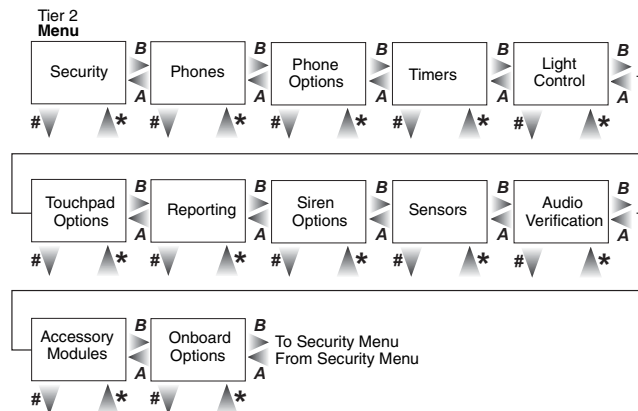 Tier 2
Menu
B B B B B
Security Phones Phone Options Timers Light Control
A A A A A
# * # * # * # * # *
B B B B B
Touchpad Options Reporting Siren Options Sensors Audio Verification
A A A A A
# * # * # * # * # *
B B
Accessory Modules Onboard Options To Security Menu
From Security Menu
A A
# * # *